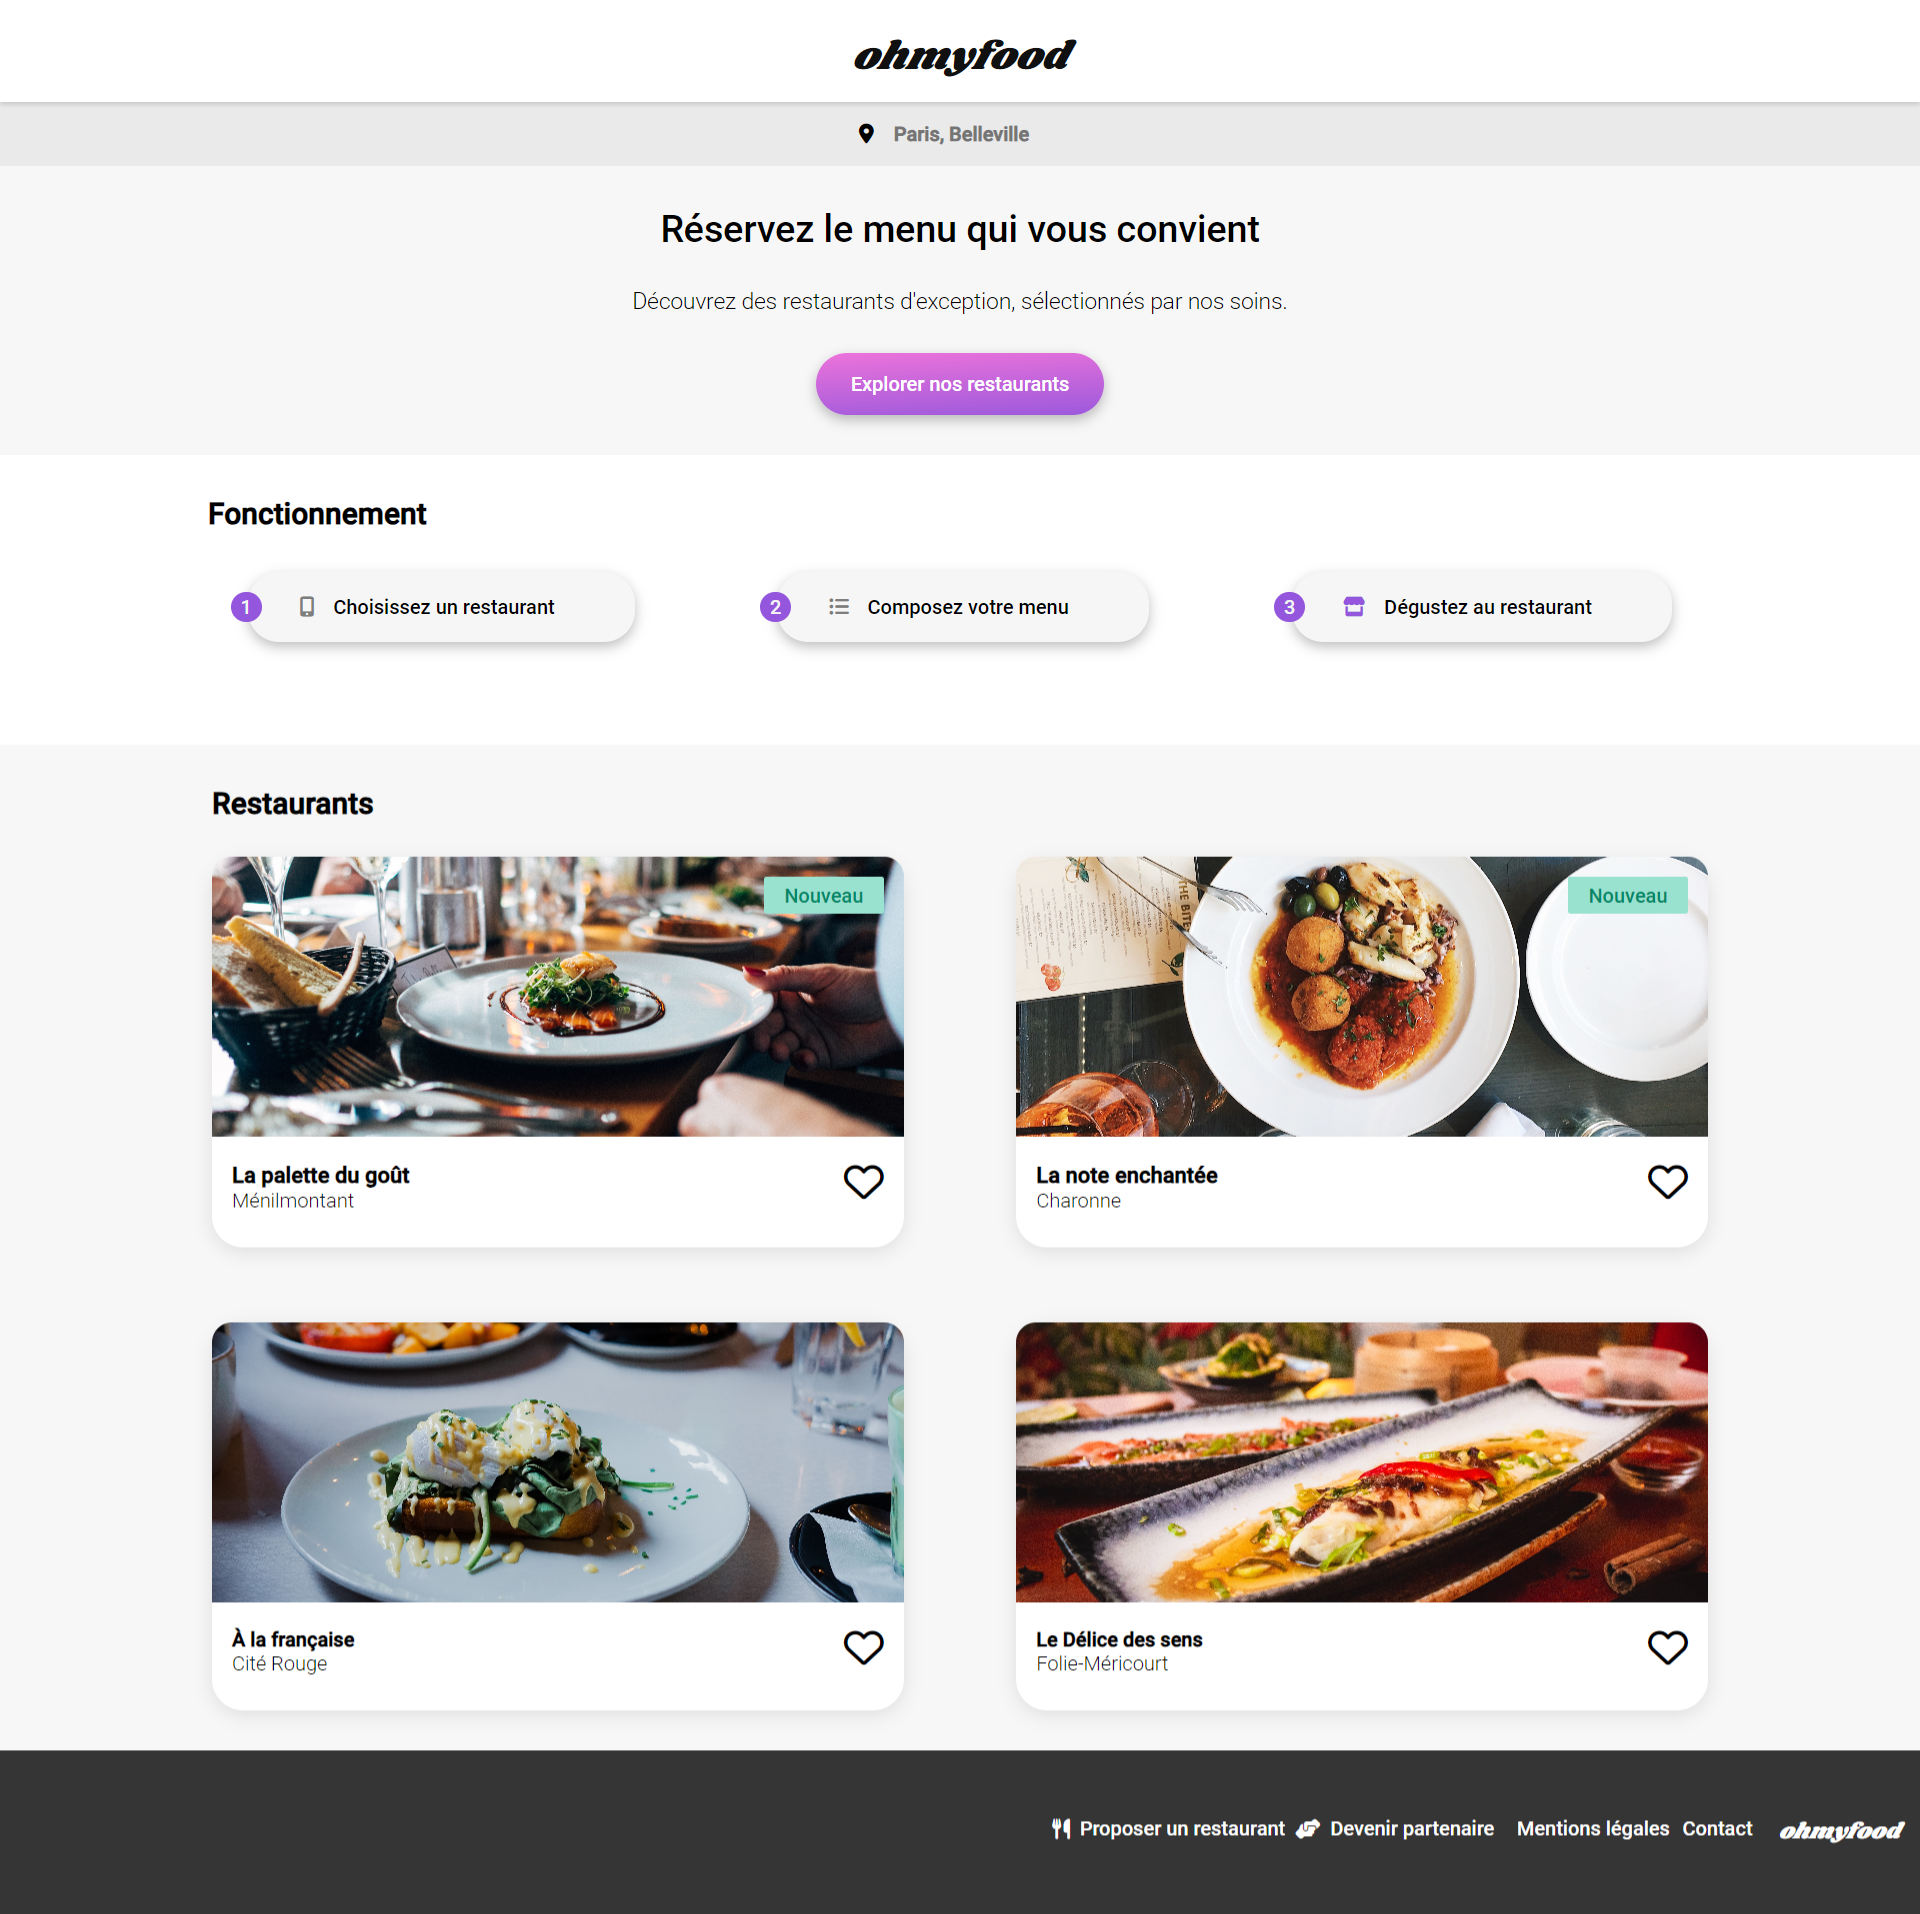 ohmyfood
Paris, Belleville
Réservez le menu qui vous convient
Découvrez des restaurants d'exception, sélectionnés par nos soins.
Explorer nos restaurants
Fonctionnement
1 Choisissez un restaurant
2 Composez votre menu
3 Dégustez au restaurant
Restaurants
Nouveau
THE BITE
Nouveau
La palette du goût
Ménilmontant
La note enchantée
Charonne
À la française
Cité Rouge
Le Délice des sens
Folie-Méricourt
Proposer un restaurant Devenir partenaire Mentions légales Contact ohmyfood